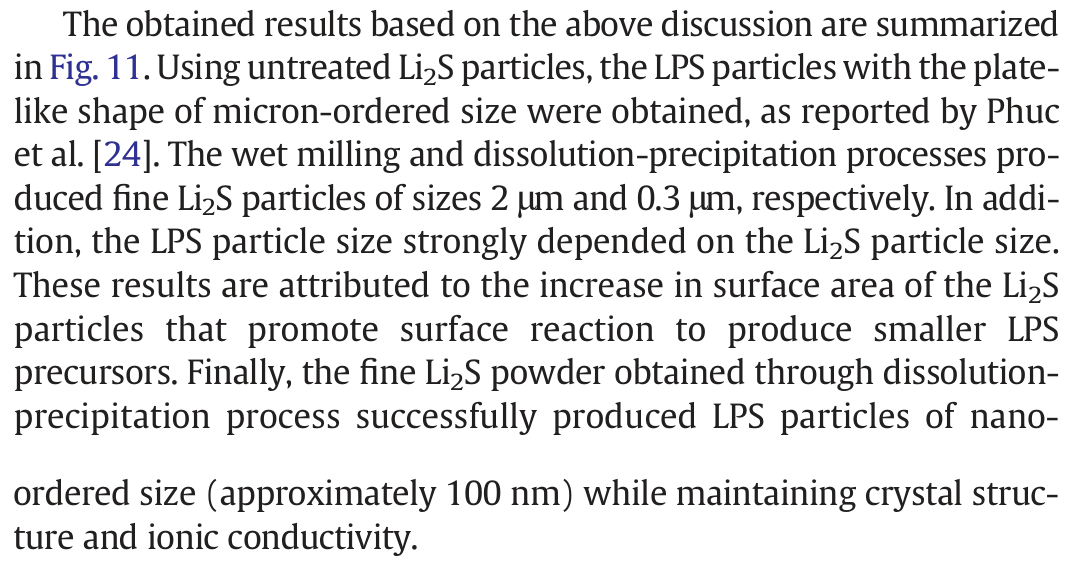 The obtained results based on the above discussion are summarized
in Fig. 11. Using untreated Li₂S particles, the LPS particles with the plate-
like shape of micron-ordered size were obtained, as reported by Phuc
et al. [24]. The wet milling and dissolution-precipitation processes pro-
duced fine Li₂S particles of sizes 2 μm and 0.3 μm, respectively. In addi-
tion, the LPS particle size strongly depended on the Li₂S particle size.
These results are attributed to the increase in surface area of the Li₂S
particles that promote surface reaction to produce smaller LPS
precursors. Finally, the fine Li₂S powder obtained through dissolution-
precipitation process successfully produced LPS particles of nano-
ordered size (approximately 100 nm) while maintaining crystal struc-
ture and ionic conductivity.